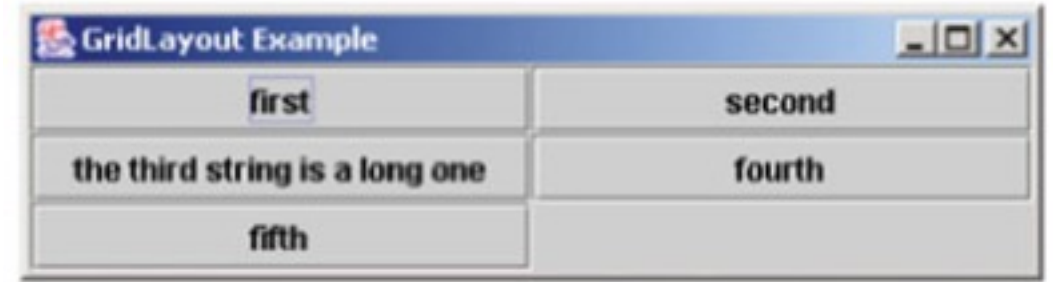 GridLayout Example
first
second
the third string is a long one
fourth
fifth